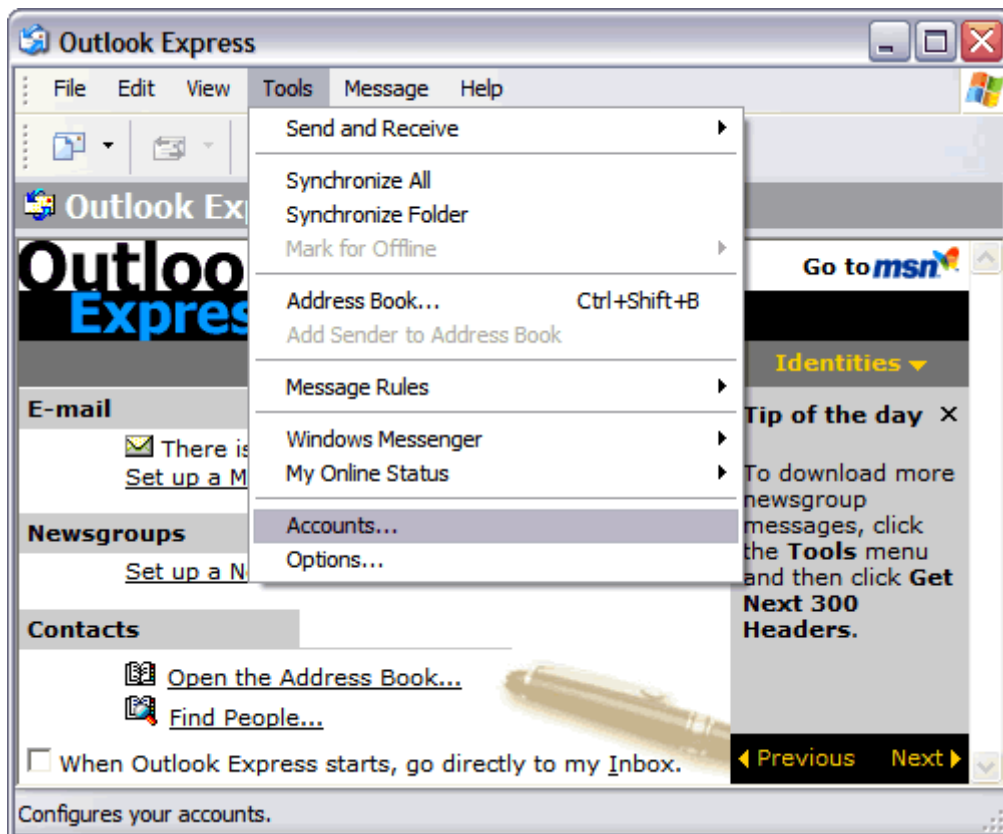 Outlook Express
File Edit View Tools Message Help
Send and Receive
Synchronize All
Synchronize Folder
Mark for Offline
Address Book... Ctrl+Shift+B
Add Sender to Address Book
Message Rules
Windows Messenger
My Online Status
Accounts...
Options...
Outlook Ex
Outloo
Expres
Go to msn
Identities
E-mail
There is
Set up a M
Newsgroups
Set up a N
Contacts
Open the Address Book...
Find People...
When Outlook Express starts, go directly to my Inbox.
Tip of the day
To download more
newsgroup
messages, click
the Tools menu
and then click Get
Next 300
Headers.
Previous Next
Configures your accounts.